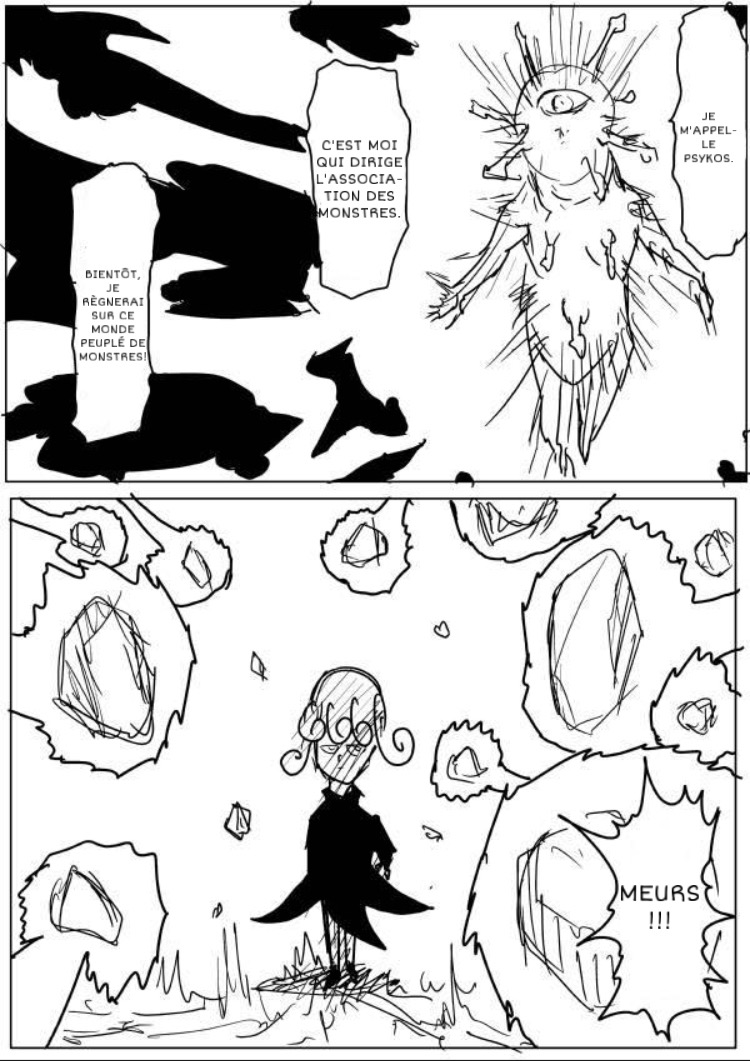 JE
M'APPEL-
LE
PSYKOS.
C'EST MOI
QUI DIRIGE
L'ASSOCIA-
TION DES
MONSTRES.
BIENTÔT,
JE
RÈGNERAI
SUR CE
MONDE
PEUPLÉ DE
MONSTRES!
MEURS
!!!